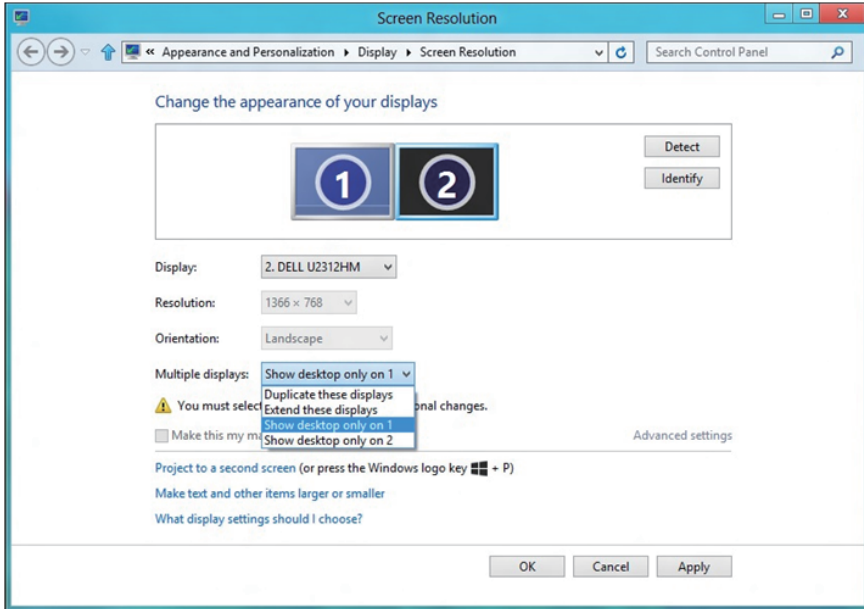 Screen Resolution
« Appearance and Personalization Display Screen Resolution
Search Control Panel
Change the appearance of your displays
1 2
Detect
Identify
Display: 2. DELL U2312HM
Resolution: 1366 × 768
Orientation: Landscape
Multiple displays: Show desktop only on 1
Duplicate these displays
You must selec
nal changes.
Extend these displays
Show desktop only on 1
Make this my m
Show desktop only on 2
Advanced settings
Project to a second screen (or press the Windows logo key + P)
Make text and other items larger or smaller
What display settings should I choose?
OK Cancel Apply